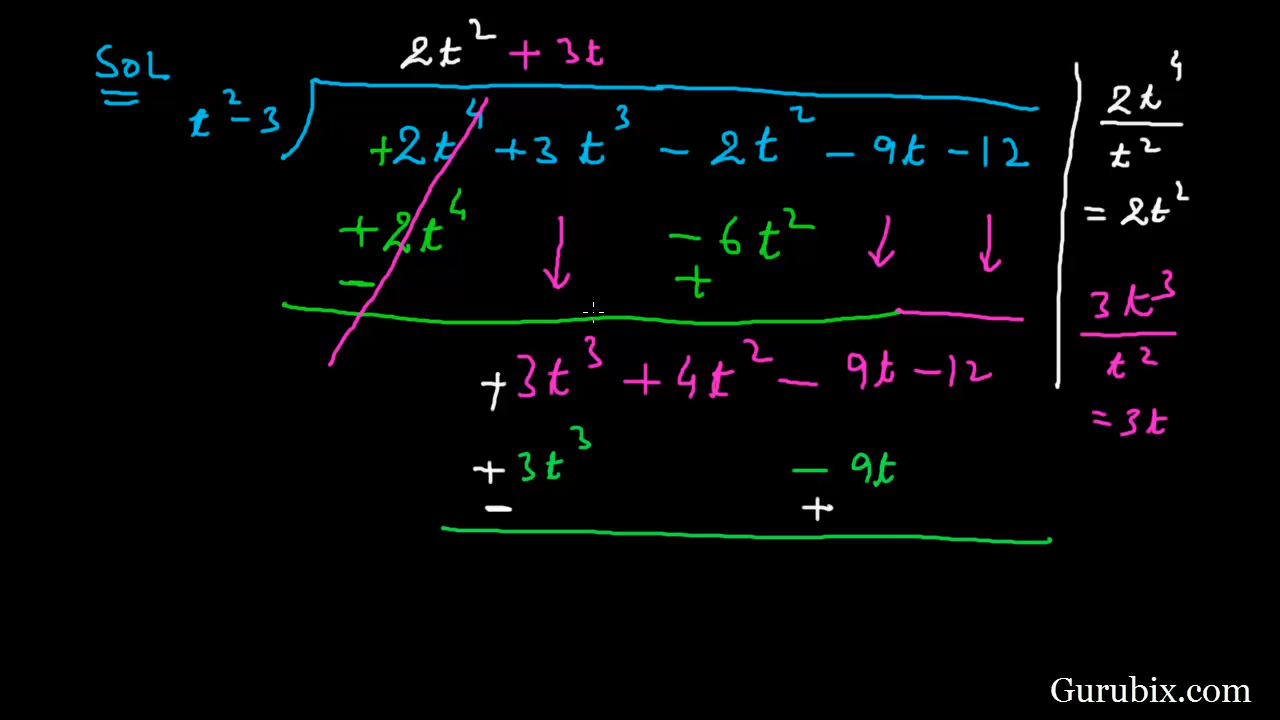 SOL
2t² + 3t
t² - 3
+2t⁴ + 3t³ - 2t² - 9t - 12
+2t⁴ - 6t²
- +
+3t³ + 4t² - 9t - 12
+3t³ - 9t
- +
2t⁴
t²
= 2t²
3t³
t²
= 3t
Gurubix.com